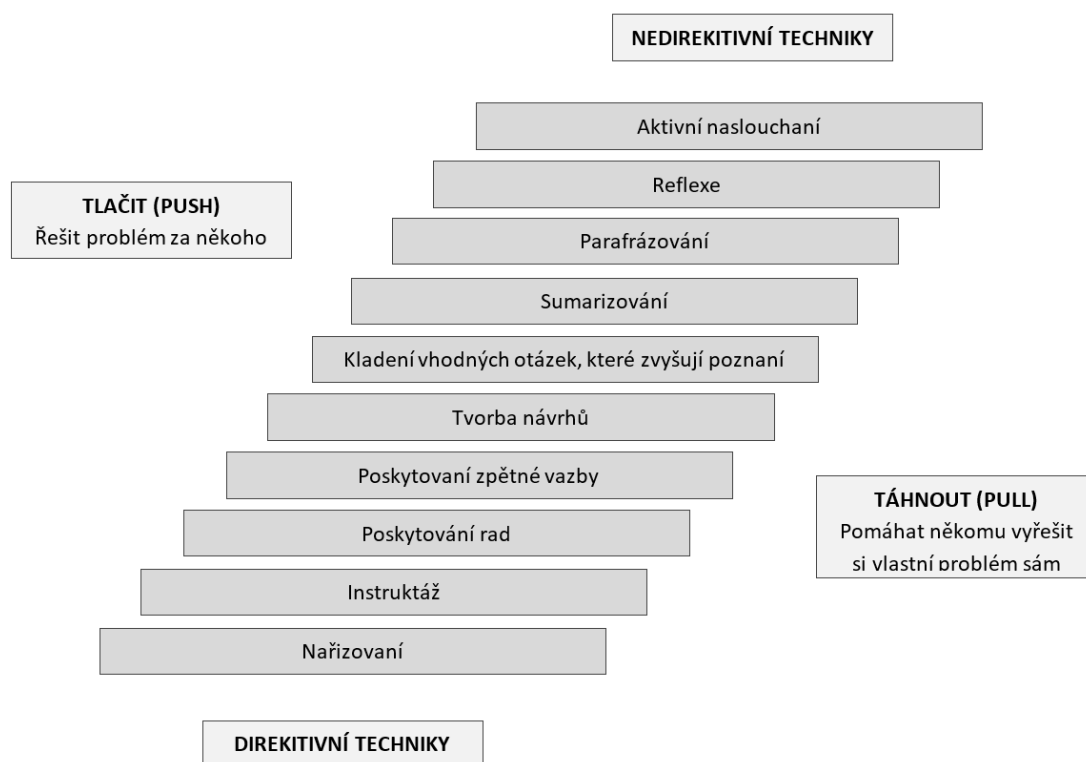 NEDIREKITIVNÍ TECHNIKY
Aktivní naslouchaní
Reflexe
TLAČIT (PUSH)
Řešit problém za někoho
Parafrázování
Sumarizování
Kladení vhodných otázek, které zvyšují poznaní
Tvorba návrhů
Poskytovaní zpětné vazby
TÁHNOUT (PULL)
Pomáhat někomu vyřešit
si vlastní problém sám
Poskytování rad
Instruktáž
Nařizovaní
DIREKITIVNÍ TECHNIKY